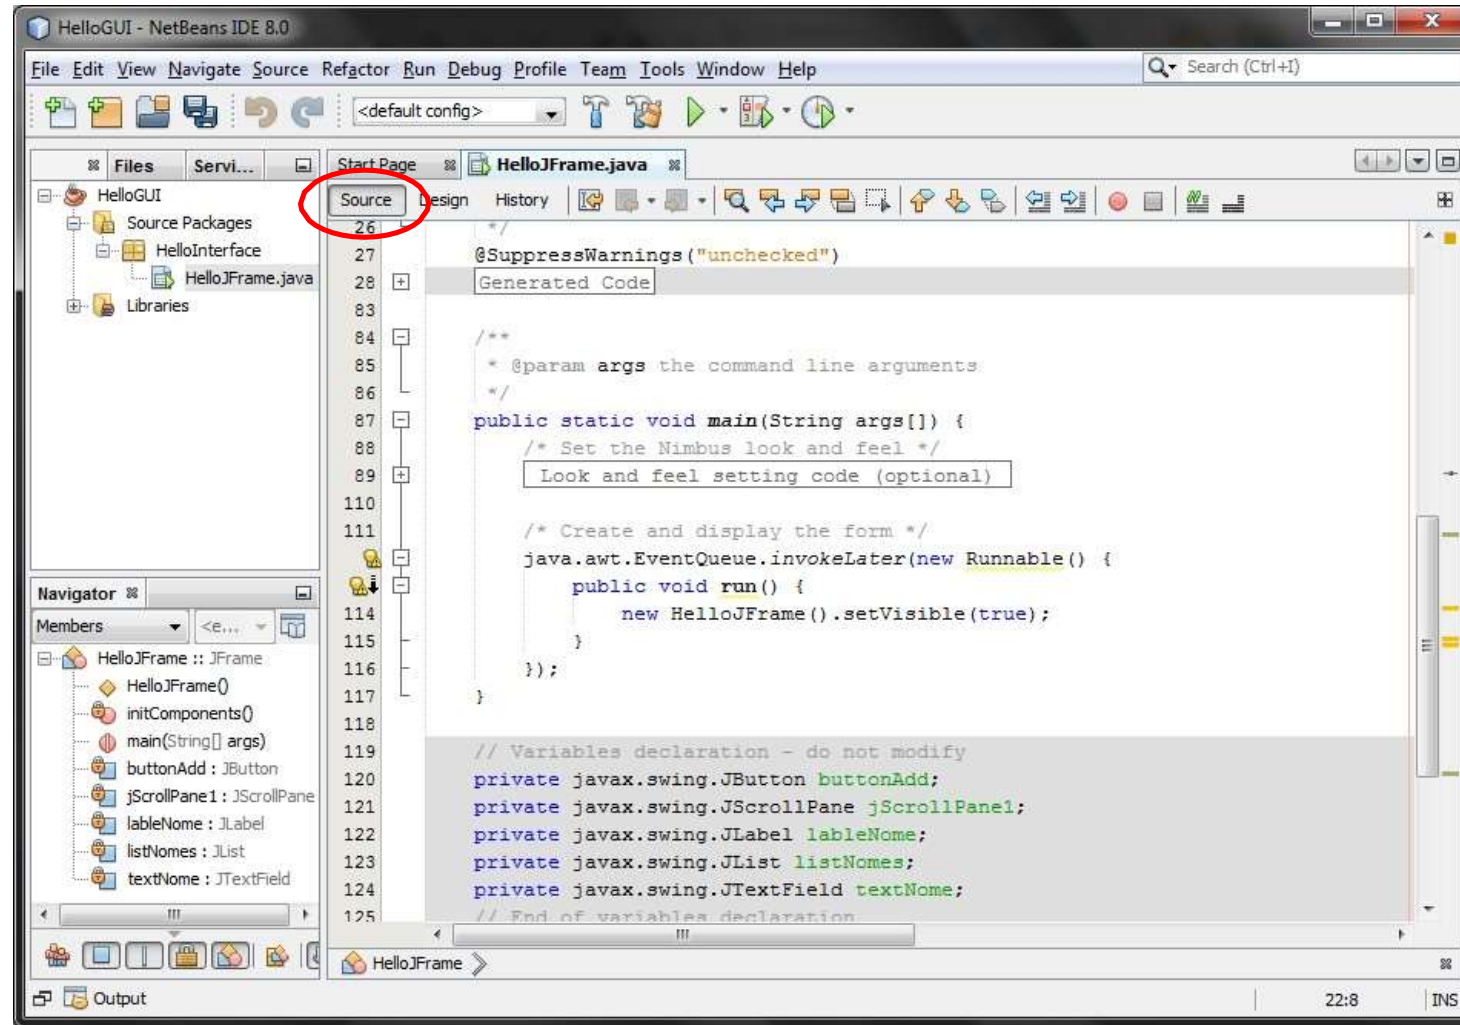 HelloGUI - NetBeans IDE 8.0
File Edit View Navigate Source Refactor Run Debug Profile Team Tools Window Help
Search (Ctrl+I)
<default config>
Files Servi...
Start Page HelloJFrame.java
HelloGUI
Source Packages
HelloInterface
HelloJFrame.java
Libraries
Source Design History
26 */
27 @SuppressWarnings("unchecked")
28 Generated Code
83
84 /**
85 * @param args the command line arguments
86 */
87 public static void main(String args[]) {
88 /* Set the Nimbus look and feel */
89 Look and feel setting code (optional)
110
111 /* Create and display the form */
java.awt.EventQueue.invokeLater(new Runnable() {
public void run() {
114 new HelloJFrame().setVisible(true);
115 }
116 });
117 }
118
119 // Variables declaration - do not modify
120 private javax.swing.JButton buttonAdd;
121 private javax.swing.JScrollPane jScrollPane1;
122 private javax.swing.JLabel lableNome;
123 private javax.swing.JList listNomes;
124 private javax.swing.JTextField textNome;
125 // End of variables declaration
Navigator
Members <e...
HelloJFrame :: JFrame
HelloJFrame()
initComponents()
main(String[] args)
buttonAdd : JButton
jScrollPane1 : JScrollPane
lableNome : JLabel
listNomes : JList
textNome : JTextField
HelloJFrame
Output
22:8 INS